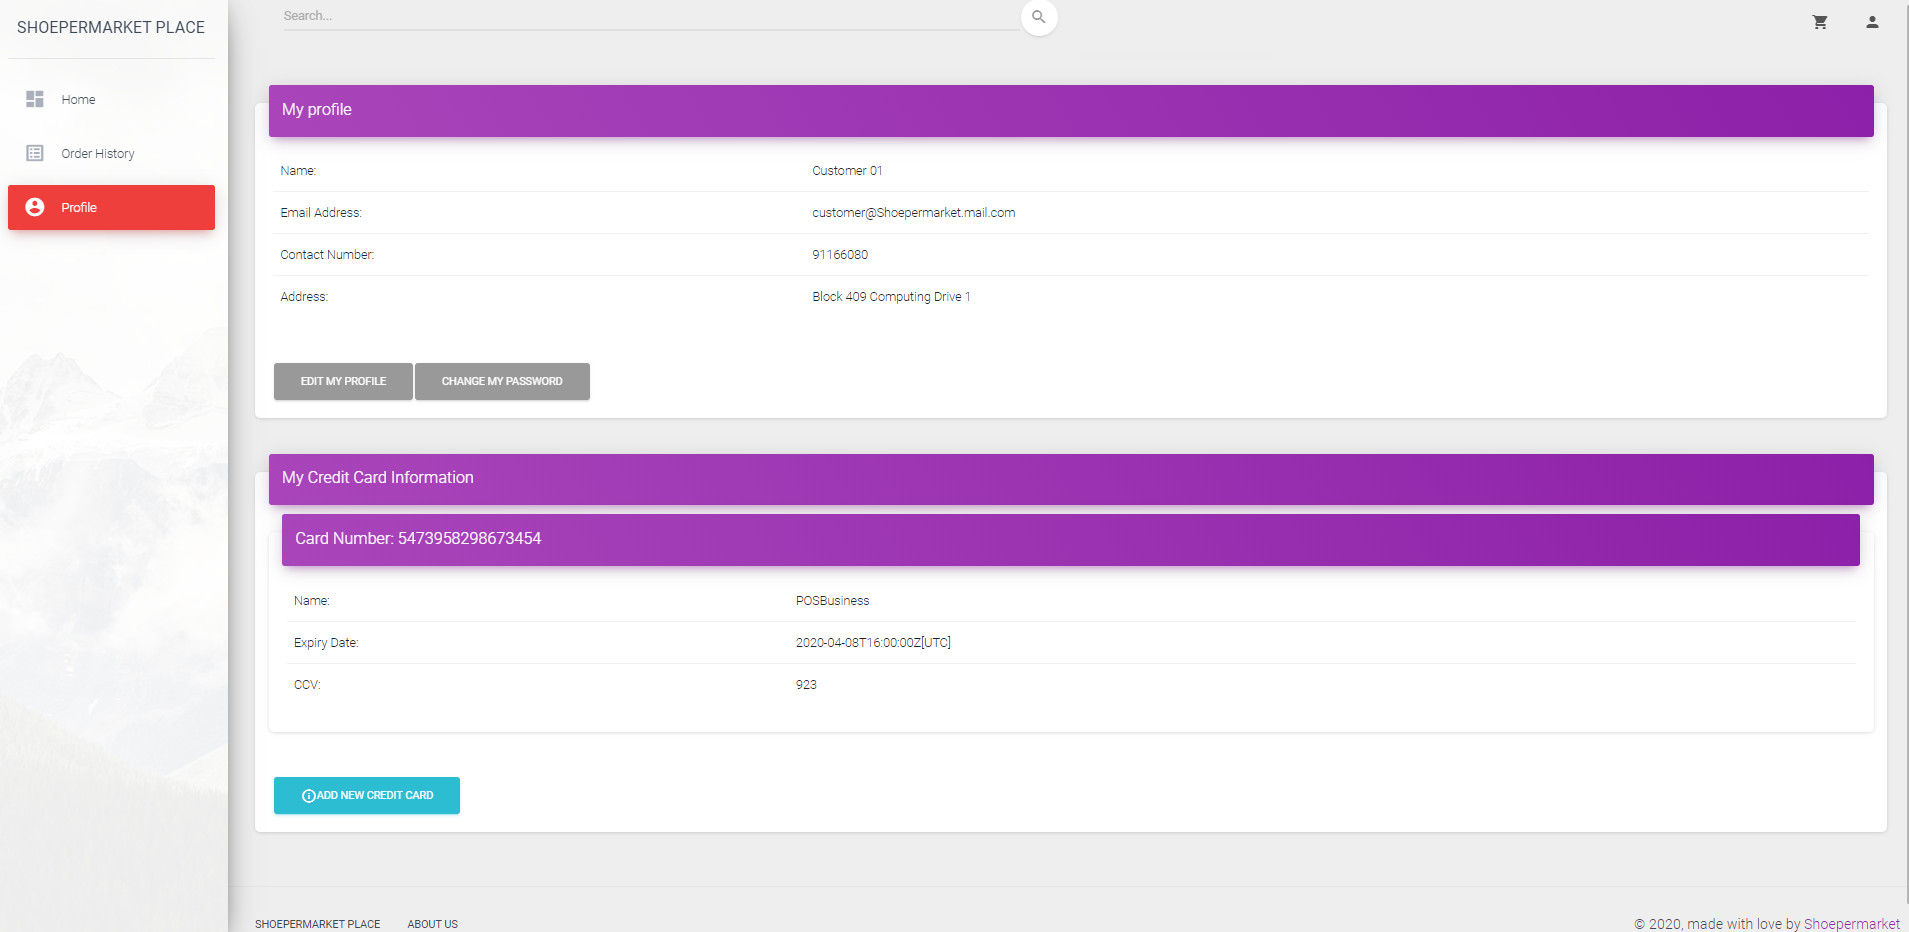 SHOEPERMARKET PLACE
Search...
Home
Order History
Profile
My profile
Name: Customer 01
Email Address: customer@Shoepermarket.mail.com
Contact Number: 91166080
Address: Block 409 Computing Drive 1
EDIT MY PROFILE CHANGE MY PASSWORD
My Credit Card Information
Card Number: 5473958298673454
Name: POSBusiness
Expiry Date: 2020-04-08T16:00:00Z[UTC]
CCV: 923
ADD NEW CREDIT CARD
SHOEPERMARKET PLACE ABOUT US © 2020, made with love by Shoepermarket